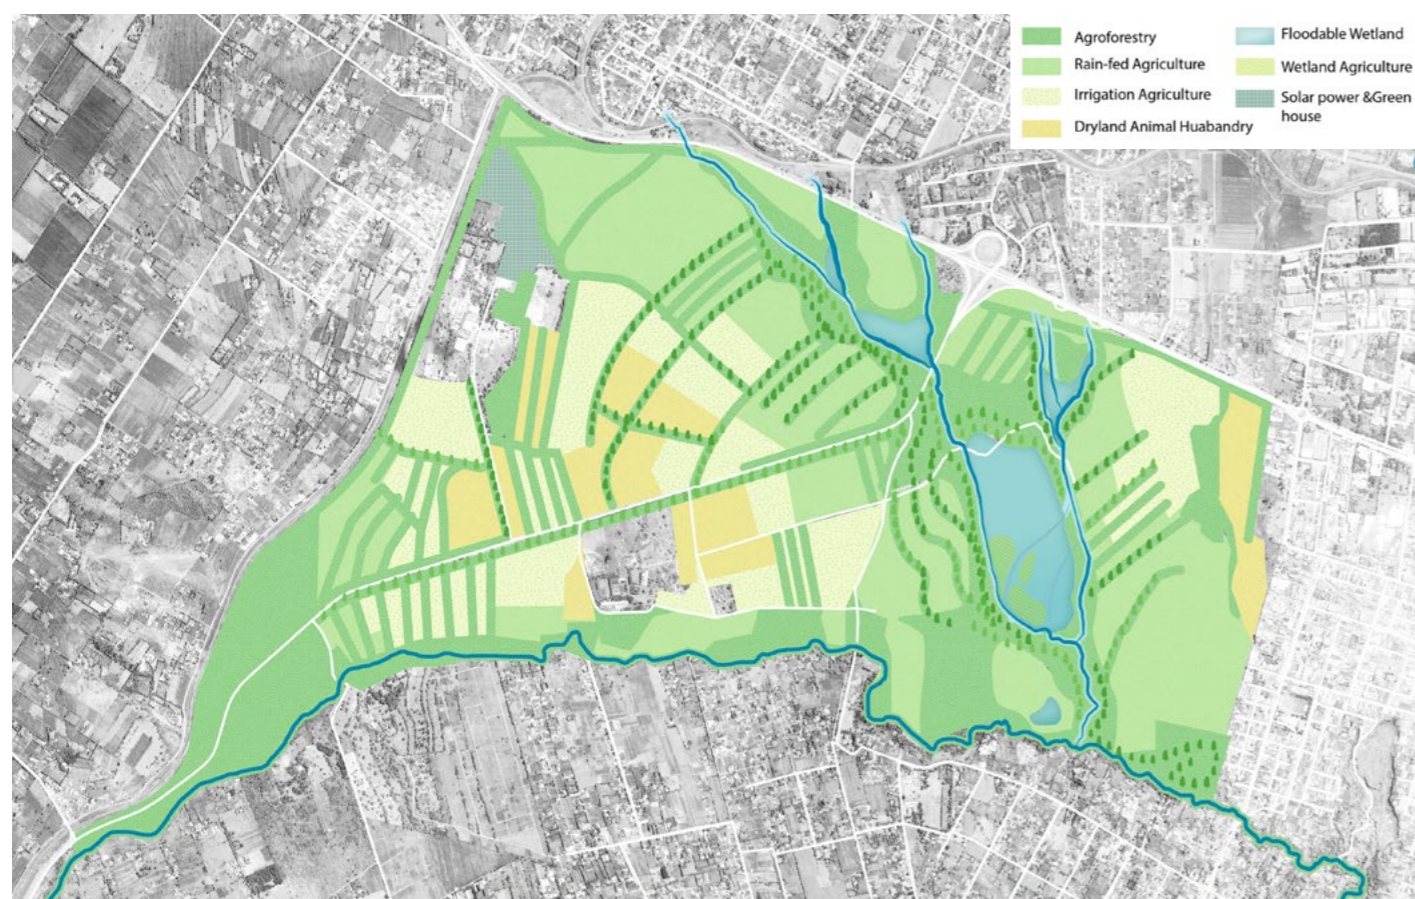 Agroforestry
Rain-fed Agriculture
Irrigation Agriculture
Dryland Animal Huabandry
Floodable Wetland
Wetland Agriculture
Solar power &Green
house